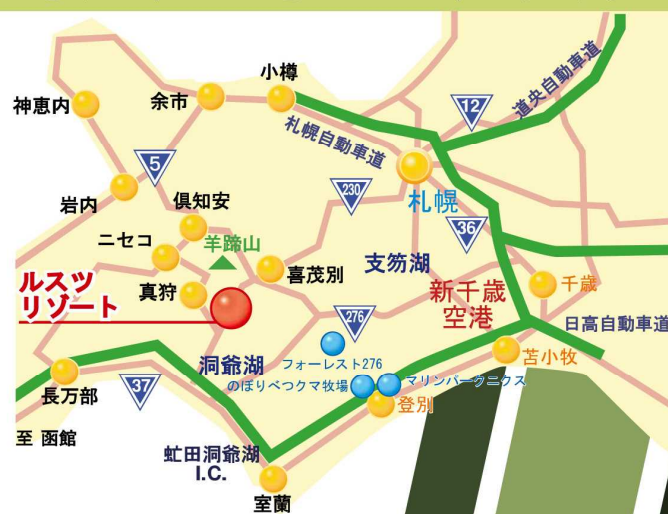 小樽
余市
神恵内
12
道央自動車道
札幌自動車道
5
岩内
230
札幌
倶知安
36
ニセコ
羊蹄山
支笏湖
喜茂別
ルスツ
リゾート
真狩
新千歳
空港
千歳
276
日高自動車道
フォーレスト276
洞爺湖
苫小牧
のぼりべつクマ牧場
マリンパークニクス
長万部
37
登別
至 函館
虻田洞爺湖
I.C.
室蘭